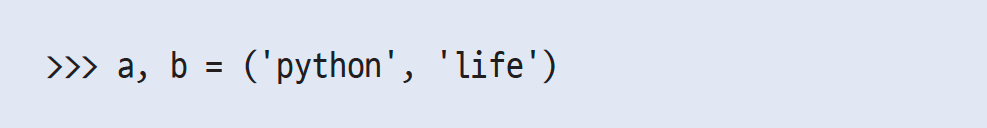 >>> a, b = ('python', 'life')